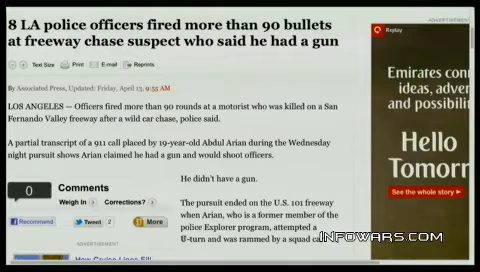 ADVERTISEMENT
8 LA police officers fired more than 90 bullets
at freeway chase suspect who said he had a gun
Replay
Text Size Print E-mail Reprints
By Associated Press, Updated: Friday, April 13, 9:55 AM
LOS ANGELES — Officers fired more than 90 rounds at a motorist who was killed on a San
Fernando Valley freeway after a wild car chase, police said.
A partial transcript of a 911 call placed by 19-year-old Abdul Arian during the Wednesday
night pursuit shows Arian claimed he had a gun and would shoot officers.
0
Comments
Weigh In Corrections?
Recommend Tweet 2 More
ADVERTISEMENT
How Cruise Lines Fill
He didn't have a gun.
The pursuit ended on the U.S. 101 freeway
when Arian, who is a former member of the
police Explorer program, attempted a
U-turn and was rammed by a squad
Emirates
ideas,
and
Hello
See the whole story
INFOWARS.COM